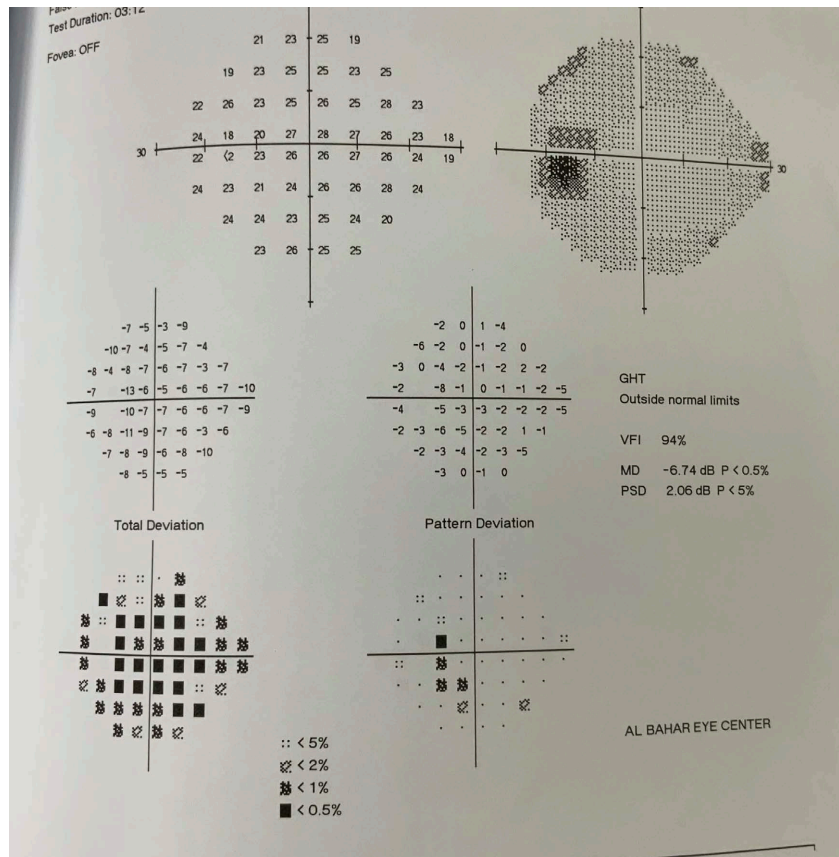 Test Duration: 03:12
Fovea: OFF
21 23 25 19
19 23 25 25 23 25
22 26 23 25 26 25 28 23
24 18 20 27 28 27 26 23 18
30
22 <2 23 26 26 27 26 24 19
30
24 23 21 24 26 26 28 24
24 24 23 25 24 20
23 26 25 25
-7 -5 -3 -9
-10 -7 -4 -5 -7 -4
-8 -4 -8 -7 -6 -7 -3 -7
-7 -13 -6 -5 -6 -6 -7 -10
-9 -10 -7 -7 -6 -6 -7 -9
-6 -8 -11 -9 -7 -6 -3 -6
-7 -8 -9 -6 -8 -10
-8 -5 -5 -5
-2 0 1 -4
-6 -2 0 -1 -2 0
-3 0 -4 -2 -1 -2 2 -2
-2 -8 -1 0 -1 -1 -2 -5
-4 -5 -3 -3 -2 -2 -2 -5
-2 -3 -6 -5 -2 -2 1 -1
-2 -3 -4 -2 -3 -5
-3 0 -1 0
GHT
Outside normal limits
VFI 94%
MD -6.74 dB P < 0.5%
PSD 2.06 dB P < 5%
Total Deviation
Pattern Deviation
:: < 5%
< 2%
< 1%
< 0.5%
AL BAHAR EYE CENTER